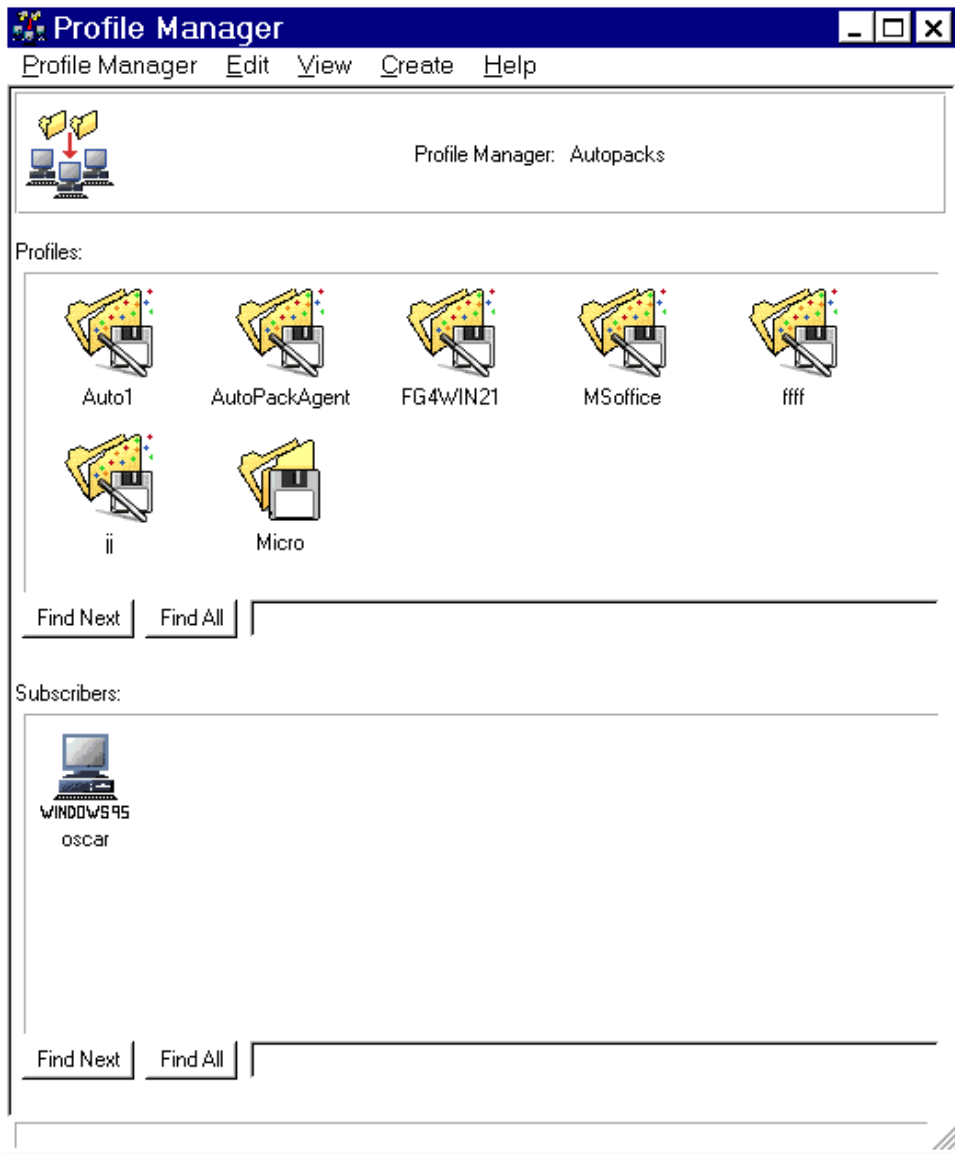 Profile Manager
Profile Manager Edit View Create Help
Profile Manager: Autopacks
Profiles:
Auto1 AutoPackAgent FG4WIN21 MSoffice ffff
jj Micro
Find Next Find All
Subscribers:
WINDOWS95
oscar
Find Next Find All